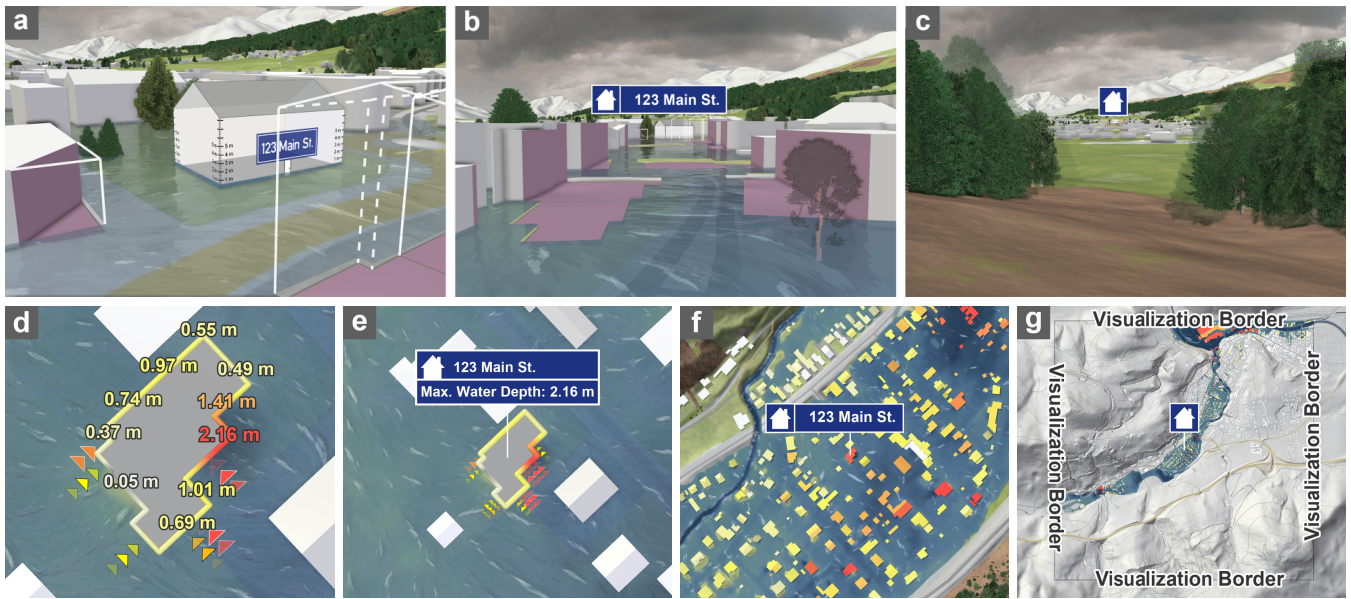 a
123 Main St.
5 m
4 m
3 m
2 m
1 m
b
123 Main St.
c
d
0.55 m
0.97 m
0.49 m
0.74 m
1.41 m
0.37 m
2.16 m
0.05 m
1.01 m
0.69 m
e
123 Main St.
Max. Water Depth: 2.16 m
f
123 Main St.
g
Visualization Border
Visualization Border
Visualization Border
Visualization Border